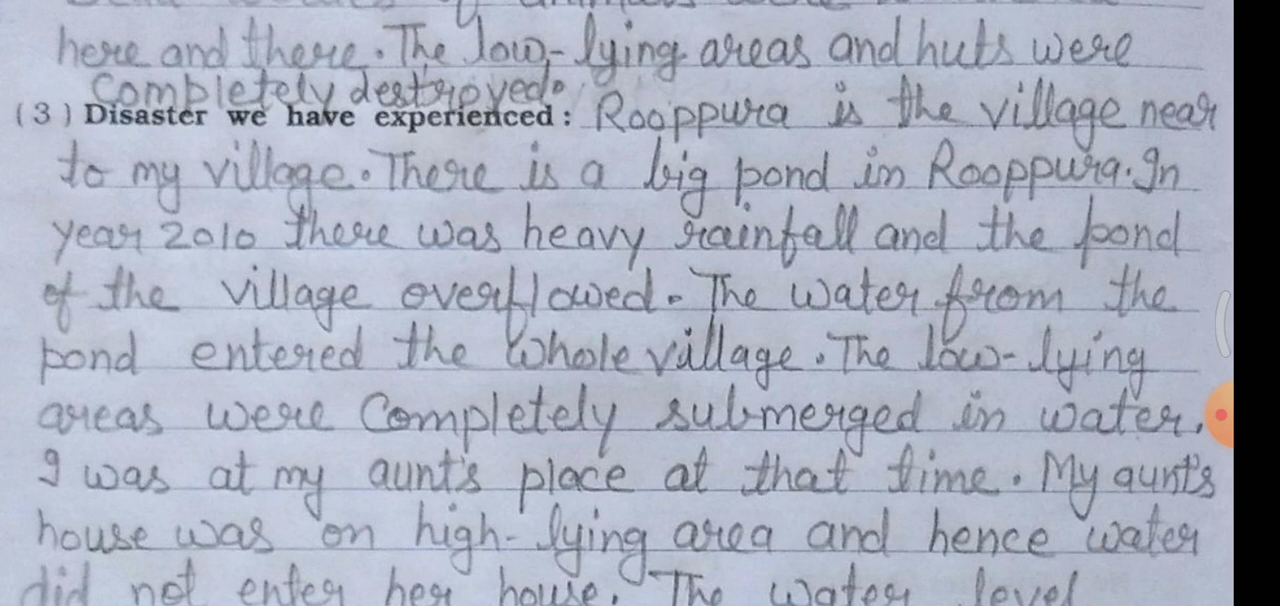 here and there. The low-lying areas and huts were
completely destroyed.
(3) Disaster we have experienced: Rooppura is the village near
to my village. There is a big pond in Rooppura. In
year 2010 there was heavy rainfall and the pond
of the village overflowed. The water from the
pond entered the whole village. The low-lying
areas were completely submerged in water.
I was at my aunt's place at that time. My aunt's
house was on high-lying area and hence water
did not enter her house. The water level